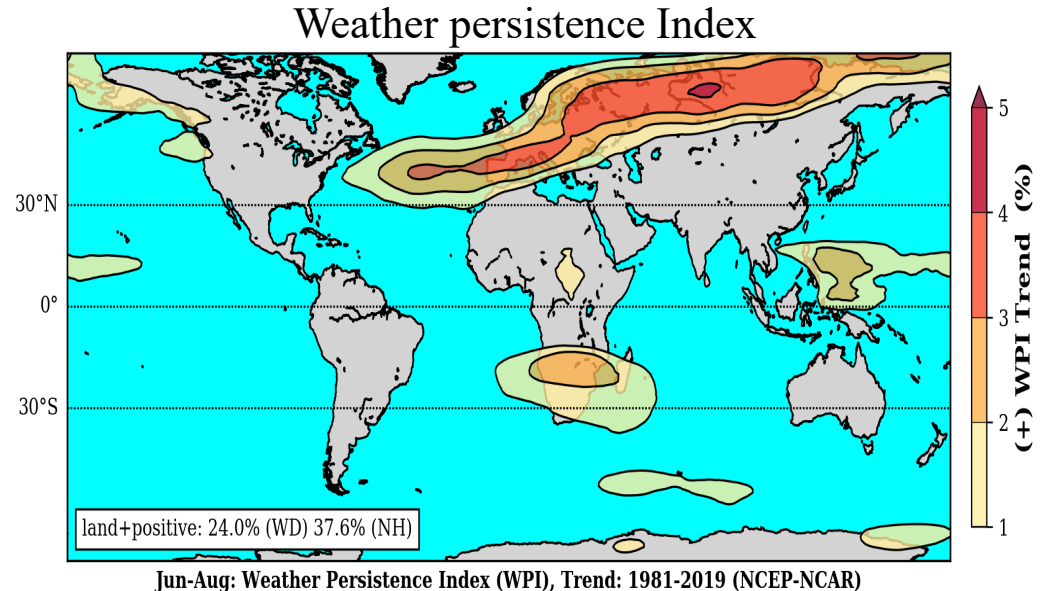 Weather persistence Index
30°N
0°
30°S
land+positive: 24.0% (WD) 37.6% (NH)
5
4
3
2
1
(+) WPI Trend (%)
Jun-Aug: Weather Persistence Index (WPI), Trend: 1981-2019 (NCEP-NCAR)